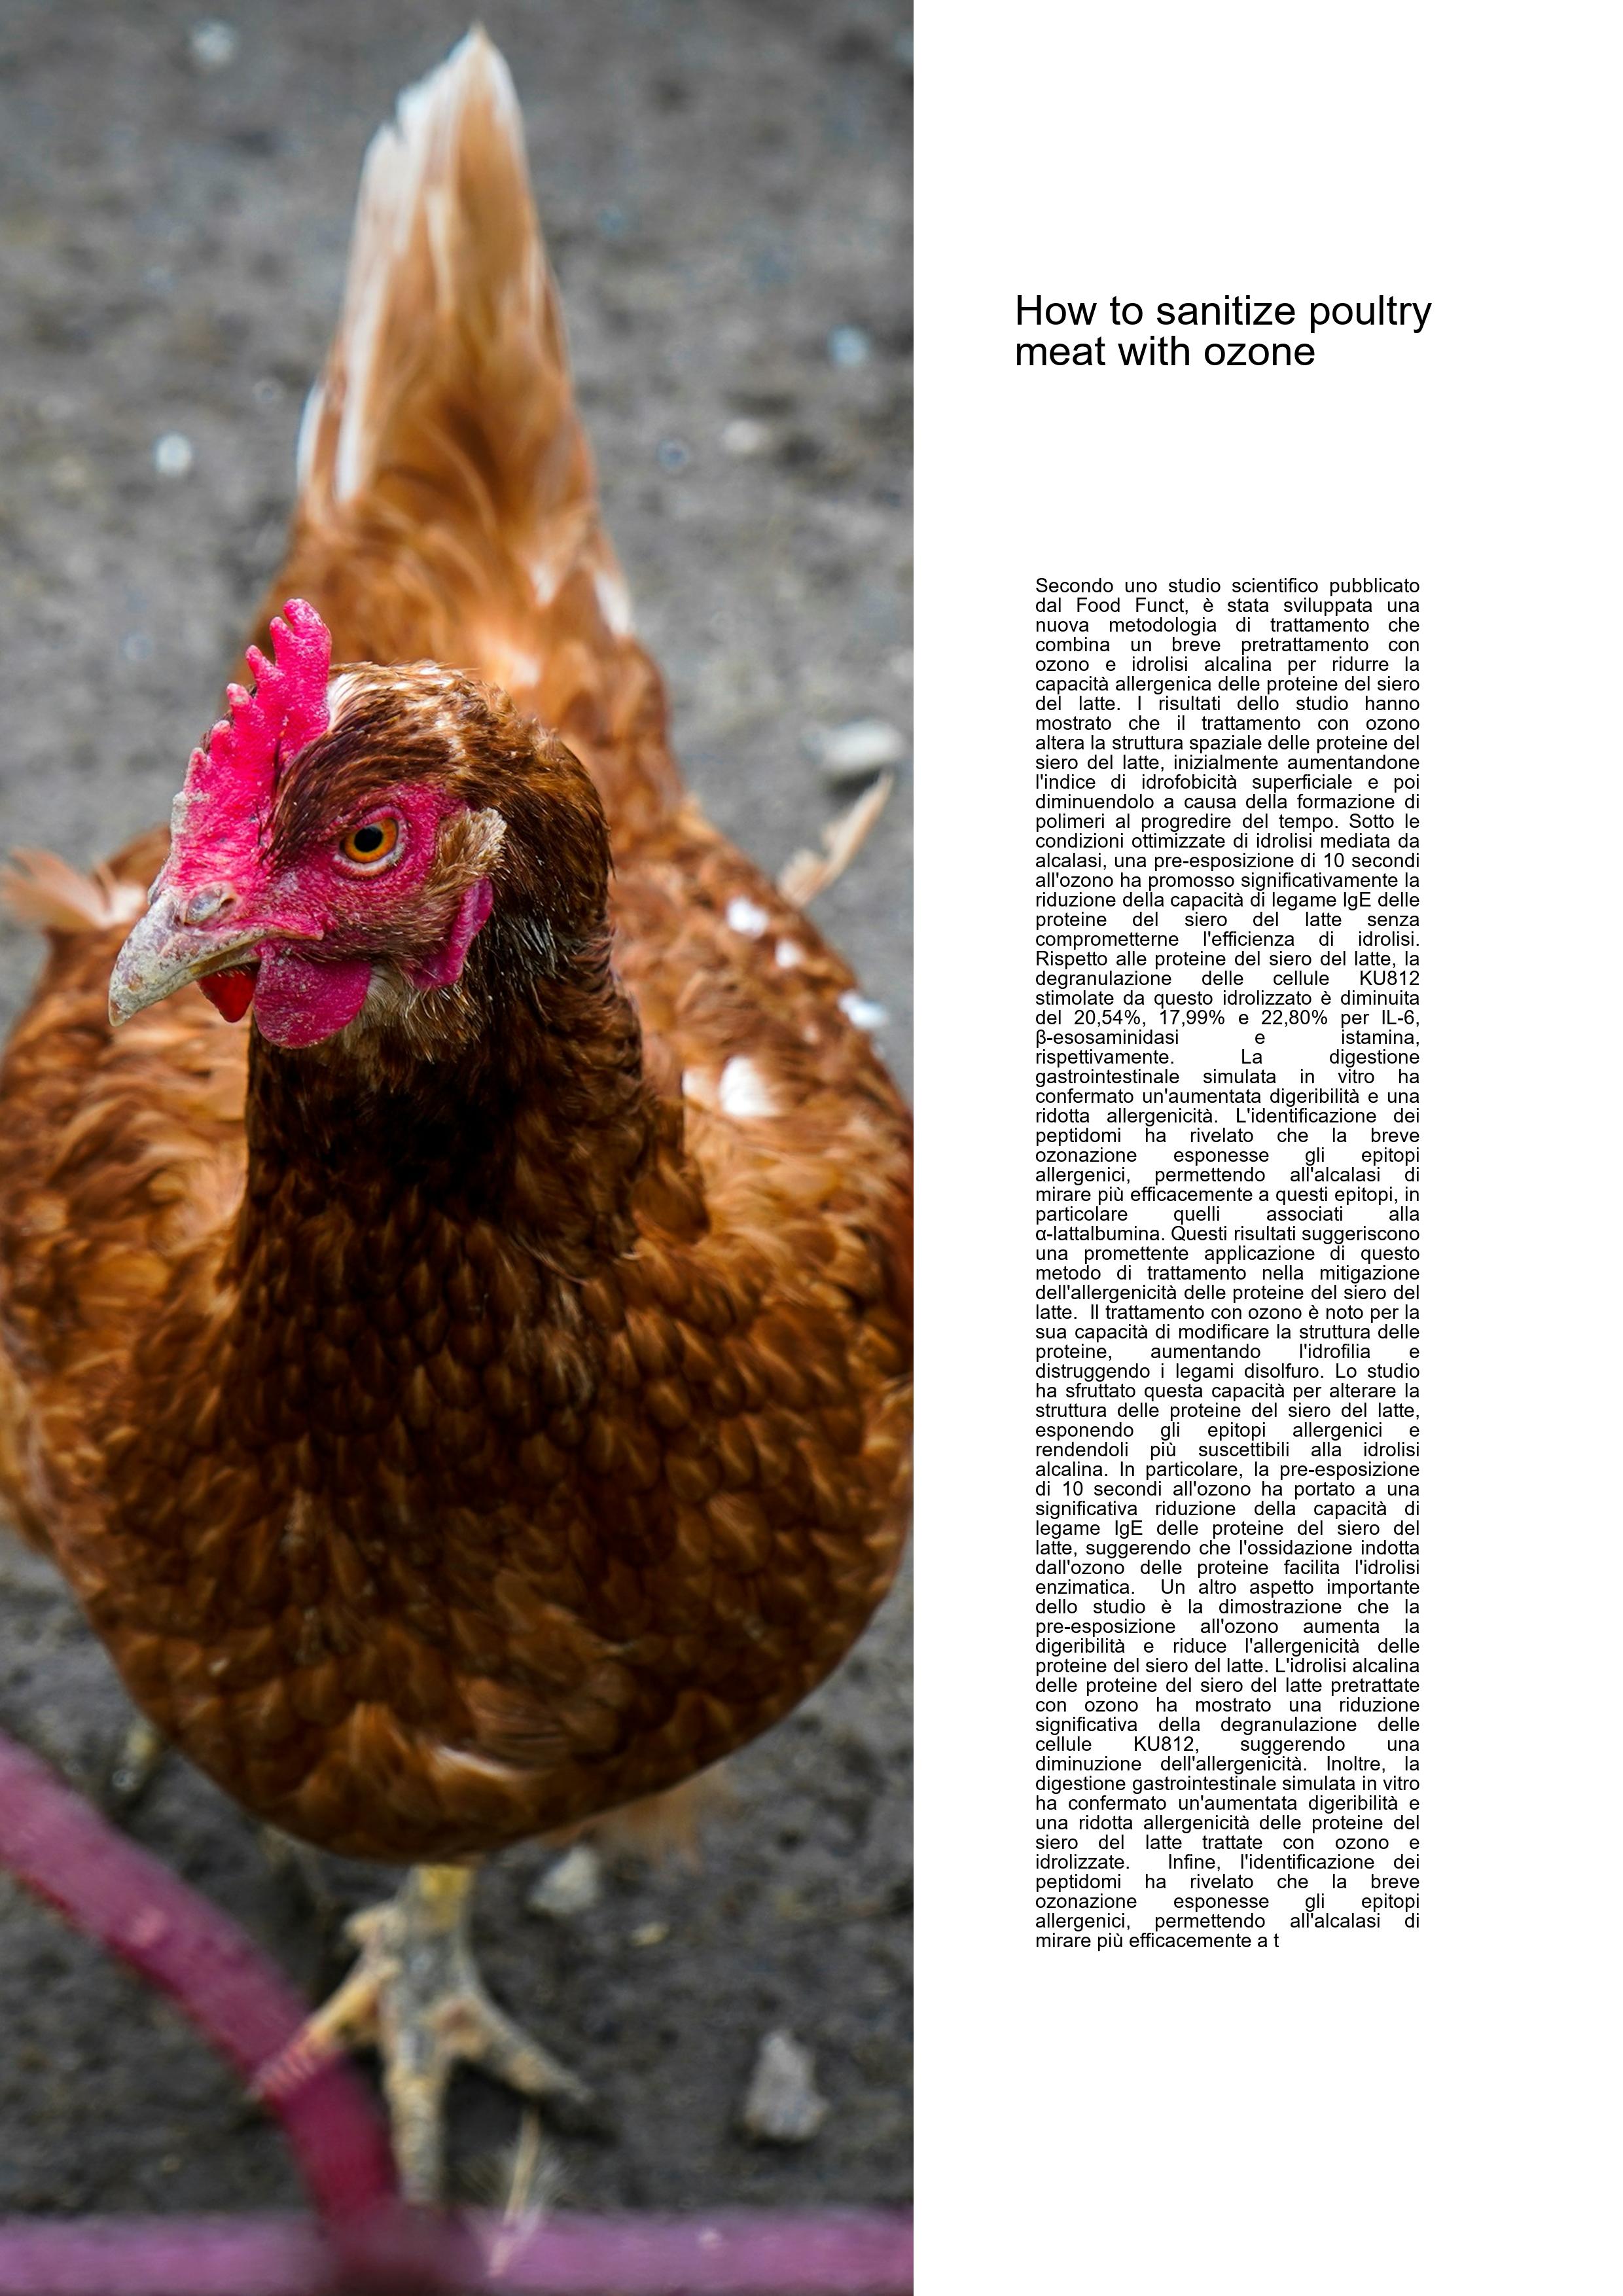 How to sanitize poultry
meat with ozone
Secondo uno studio scientifico pubblicato
dal Food Funct, è stata sviluppata una
nuova metodologia di trattamento che
combina un breve pretrattamento con
ozono e idrolisi alcalina per ridurre la
capacità allergenica delle proteine del siero
del latte. I risultati dello studio hanno
mostrato che il trattamento con ozono
altera la struttura spaziale delle proteine del
siero del latte, inizialmente aumentandone
l'indice di idrofobicità superficiale e poi
diminuendolo a causa della formazione di
polimeri al progredire del tempo. Sotto le
condizioni ottimizzate di idrolisi mediata da
alcalasi, una pre-esposizione di 10 secondi
all'ozono ha promosso significativamente la
riduzione della capacità di legame IgE delle
proteine del siero del latte senza
comprometterne l'efficienza di idrolisi.
Rispetto alle proteine del siero del latte, la
degranulazione delle cellule KU812
stimolate da questo idrolizzato è diminuita
del 20,54%, 17,99% e 22,80% per IL-6,
β-esosaminidasi e istamina,
rispettivamente. La digestione
gastrointestinale simulata in vitro ha
confermato un'aumentata digeribilità e una
ridotta allergenicità. L'identificazione dei
peptidomi ha rivelato che la breve
ozonazione esponesse gli epitopi
allergenici, permettendo all'alcalasi di
mirare più efficacemente a questi epitopi, in
particolare quelli associati alla
α-lattalbumina. Questi risultati suggeriscono
una promettente applicazione di questo
metodo di trattamento nella mitigazione
dell'allergenicità delle proteine del siero del
latte. Il trattamento con ozono è noto per la
sua capacità di modificare la struttura delle
proteine, aumentando l'idrofilia e
distruggendo i legami disolfuro. Lo studio
ha sfruttato questa capacità per alterare la
struttura delle proteine del siero del latte,
esponendo gli epitopi allergenici e
rendendoli più suscettibili alla idrolisi
alcalina. In particolare, la pre-esposizione
di 10 secondi all'ozono ha portato a una
significativa riduzione della capacità di
legame IgE delle proteine del siero del
latte, suggerendo che l'ossidazione indotta
dall'ozono delle proteine facilita l'idrolisi
enzimatica. Un altro aspetto importante
dello studio è la dimostrazione che la
pre-esposizione all'ozono aumenta la
digeribilità e riduce l'allergenicità delle
proteine del siero del latte. L'idrolisi alcalina
delle proteine del siero del latte pretrattate
con ozono ha mostrato una riduzione
significativa della degranulazione delle
cellule KU812, suggerendo una
diminuzione dell'allergenicità. Inoltre, la
digestione gastrointestinale simulata in vitro
ha confermato un'aumentata digeribilità e
una ridotta allergenicità delle proteine del
siero del latte trattate con ozono e
idrolizzate. Infine, l'identificazione dei
peptidomi ha rivelato che la breve
ozonazione esponesse gli epitopi
allergenici, permettendo all'alcalasi di
mirare più efficacemente a t